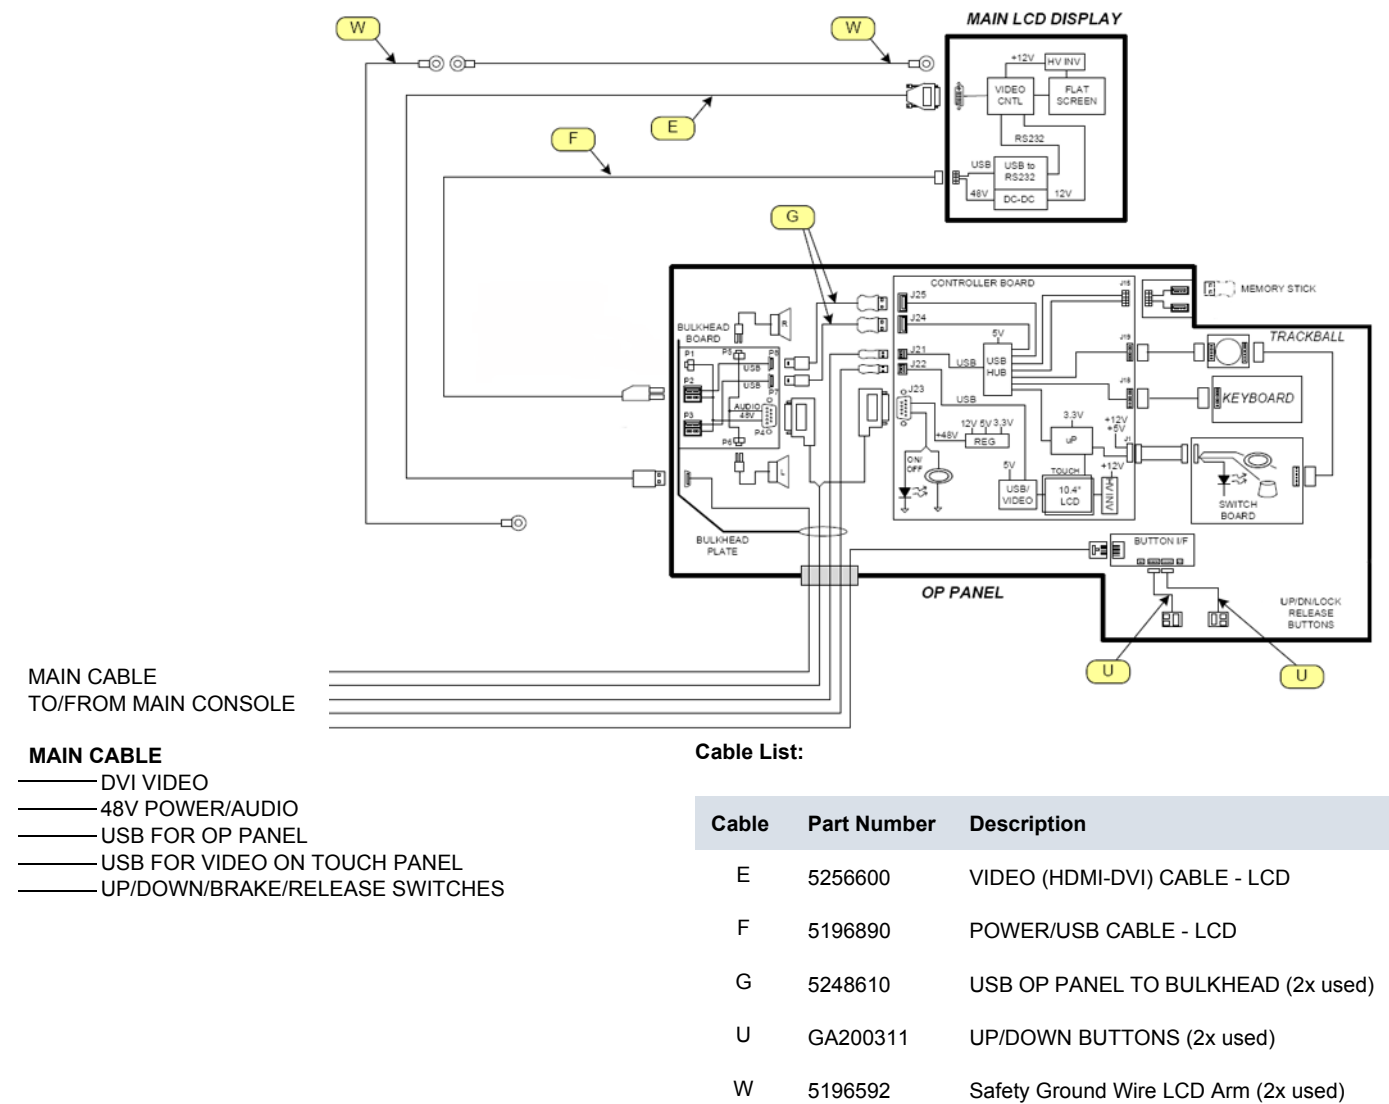 W
W
MAIN LCD DISPLAY
+12V
HV INV
VIDEO
CNTL
FLAT
SCREEN
E
F
RS232
USB
USB to
RS232
48V
DC-DC
12V
G
CONTROLLER BOARD
J25
J24
J21
J22
J23
J15
MEMORY STICK
BULKHEAD
BOARD
R
P1
P5
P8
USB
P2
USB
P7
AUDIO
48V
P3
P4
P6
L
5V
USB
HUB
USB
USB
J19
TRACKBALL
J18
KEYBOARD
3.3V
uP
+12V
+5V
J1
+48V
12V 5V 3.3V
REG
ON/
OFF
5V
USB/
VIDEO
TOUCH
10.4"
LCD
+12V
HV INV
SWITCH
BOARD
BULKHEAD
PLATE
BUTTON I/F
OP PANEL
UP/DN/LOCK
RELEASE
BUTTONS
U
U
MAIN CABLE
TO/FROM MAIN CONSOLE
MAIN CABLE
DVI VIDEO
48V POWER/AUDIO
USB FOR OP PANEL
USB FOR VIDEO ON TOUCH PANEL
UP/DOWN/BRAKE/RELEASE SWITCHES
Cable List:
Cable Part Number Description
E 5256600 VIDEO (HDMI-DVI) CABLE - LCD
F 5196890 POWER/USB CABLE - LCD
G 5248610 USB OP PANEL TO BULKHEAD (2x used)
U GA200311 UP/DOWN BUTTONS (2x used)
W 5196592 Safety Ground Wire LCD Arm (2x used)